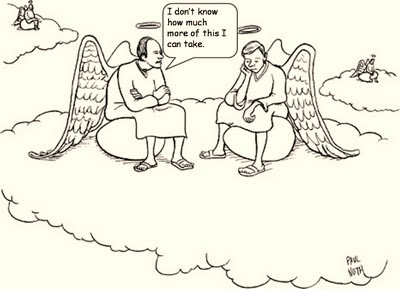 I don't know
how much
more of this I
can take.
PAUL
NOTH